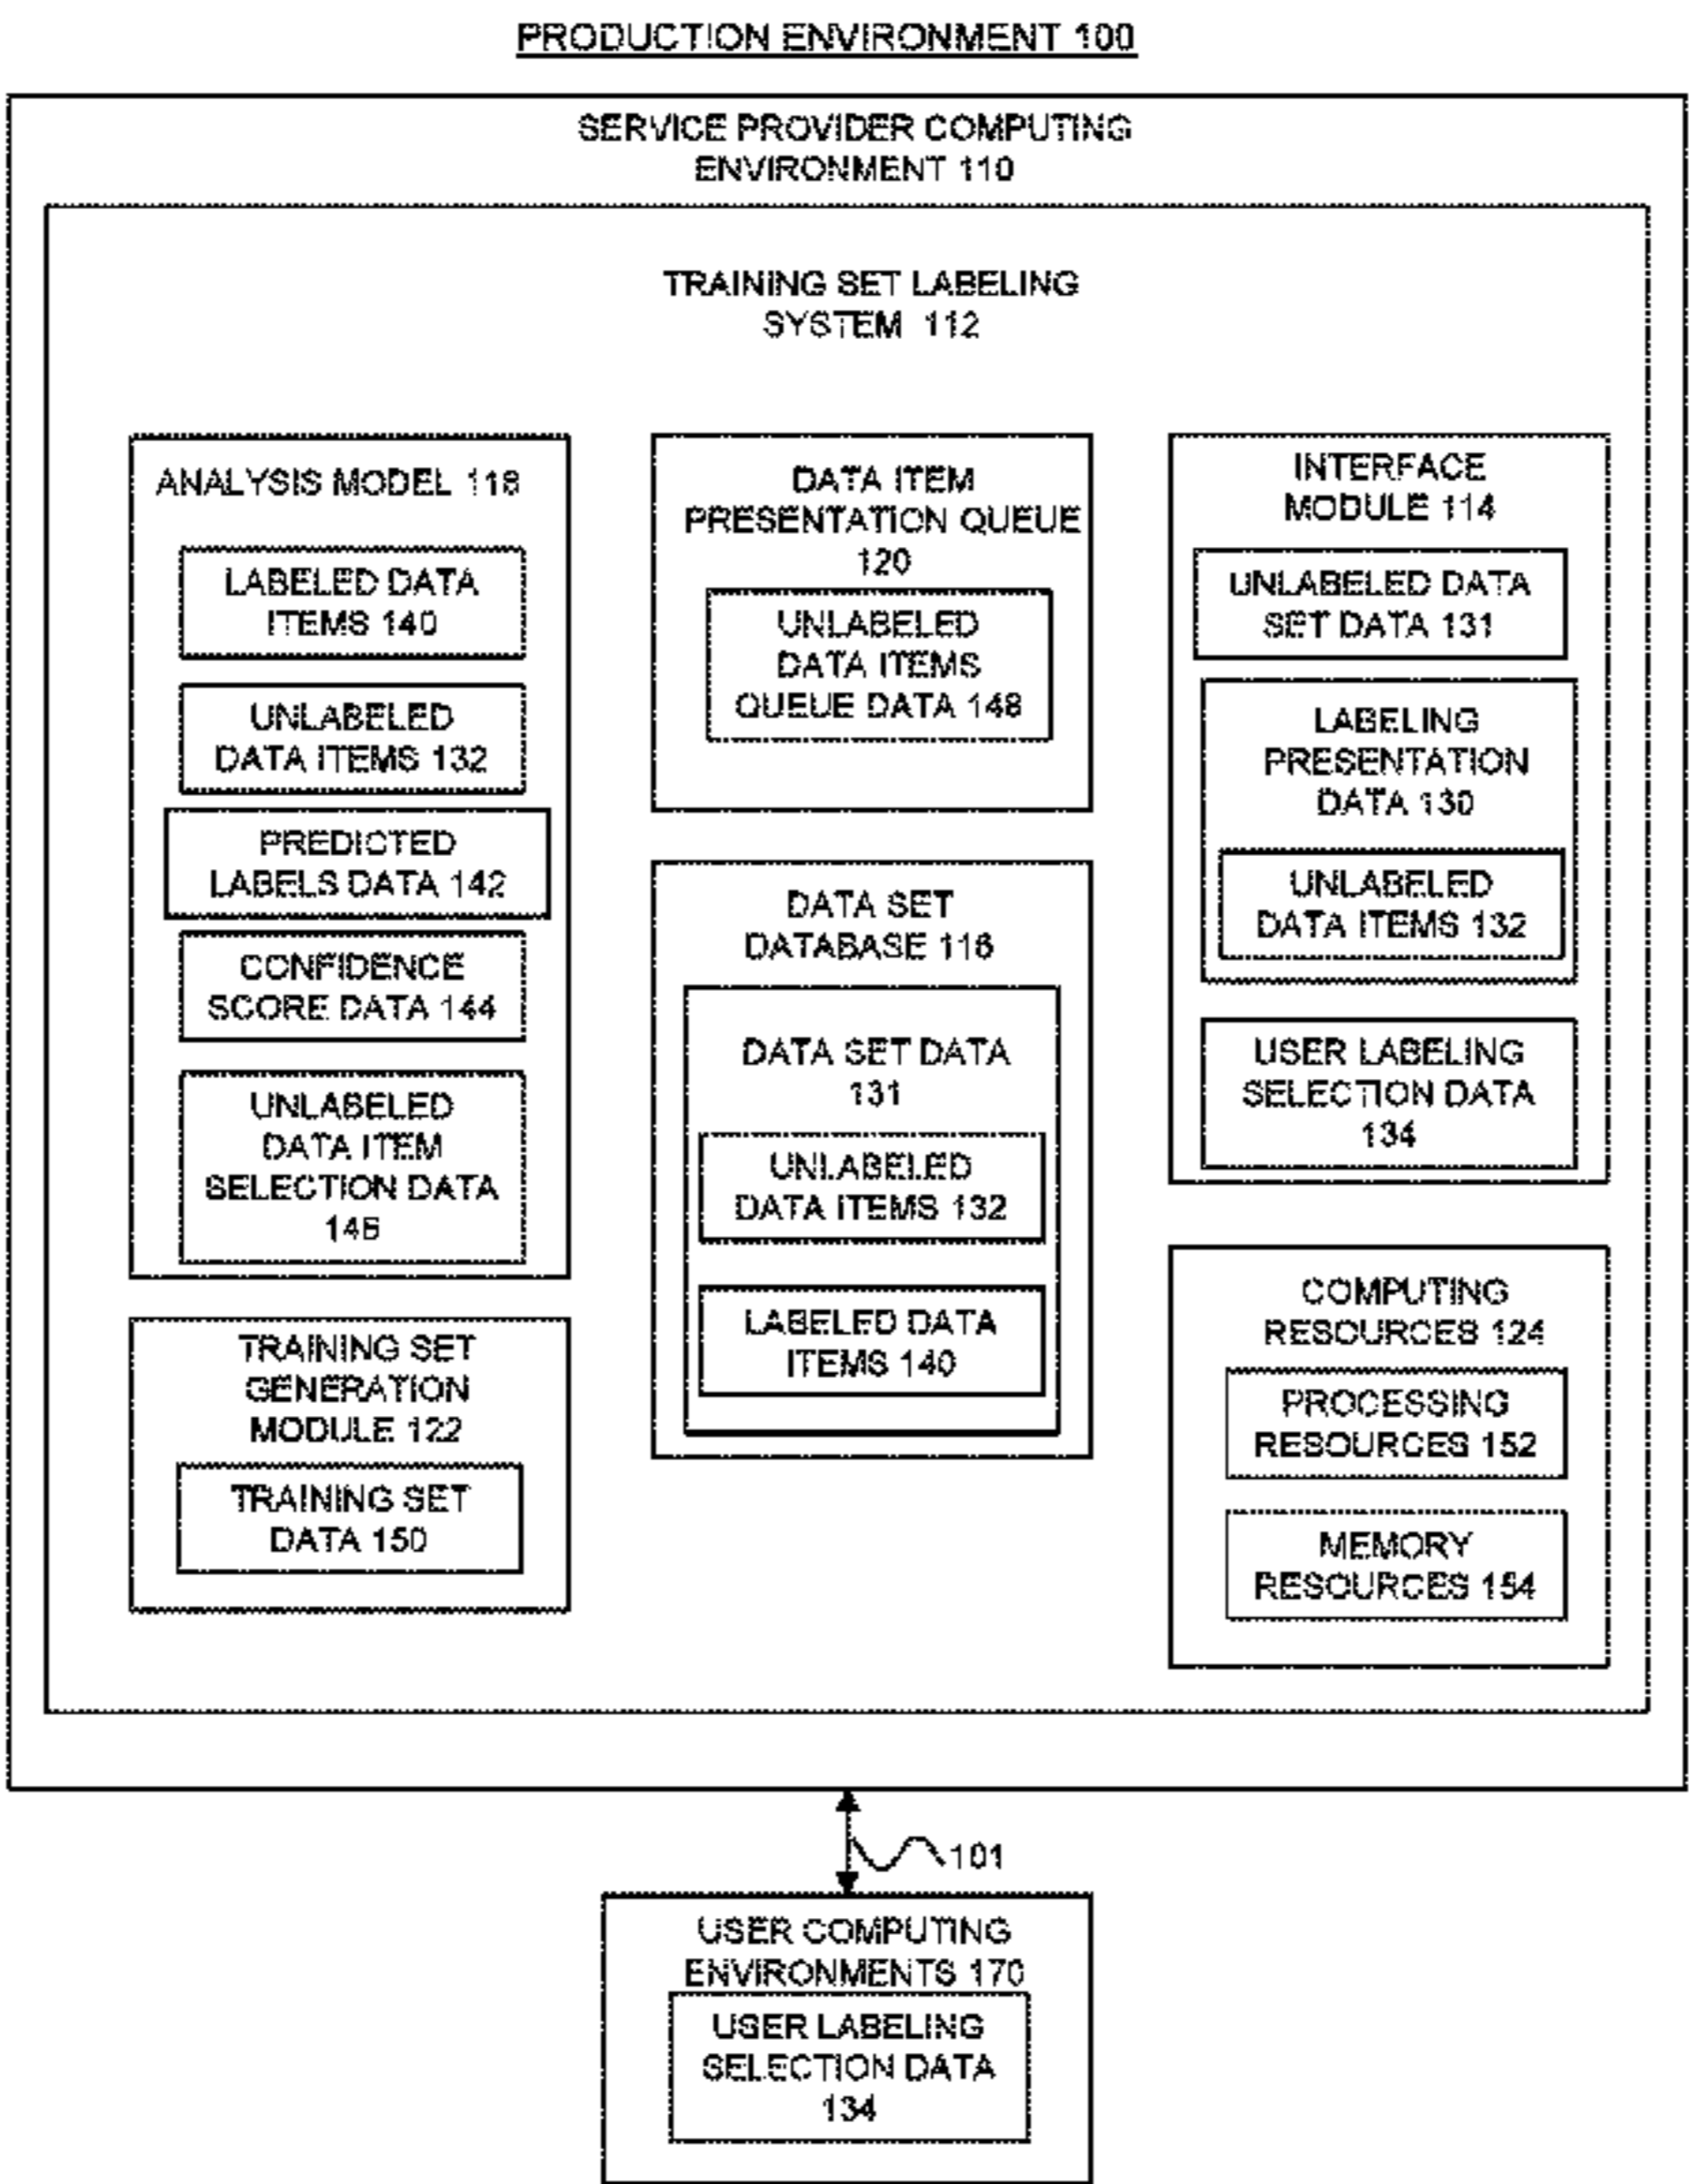 PRODUCTION ENVIRONMENT 100
SERVICE PROVIDER COMPUTING
ENVIRONMENT 110
TRAINING SET LABELING
SYSTEM 112
ANALYSIS MODEL 118
LABELED DATA
ITEMS 140
UNLABELED
DATA ITEMS 132
PREDICTED
LABELS DATA 142
CONFIDENCE
SCORE DATA 144
UNLABELED
DATA ITEM
SELECTION DATA
146
TRAINING SET
GENERATION
MODULE 122
TRAINING SET
DATA 150
DATA ITEM
PRESENTATION QUEUE
120
UNLABELED
DATA ITEMS
QUEUE DATA 148
DATA SET
DATABASE 116
DATA SET DATA
131
UNLABELED
DATA ITEMS 132
LABELED DATA
ITEMS 140
INTERFACE
MODULE 114
UNLABELED DATA
SET DATA 131
LABELING
PRESENTATION
DATA 130
UNLABELED
DATA ITEMS 132
USER LABELING
SELECTION DATA
134
COMPUTING
RESOURCES 124
PROCESSING
RESOURCES 152
MEMORY
RESOURCES 154
101
USER COMPUTING
ENVIRONMENTS 170
USER LABELING
SELECTION DATA
134